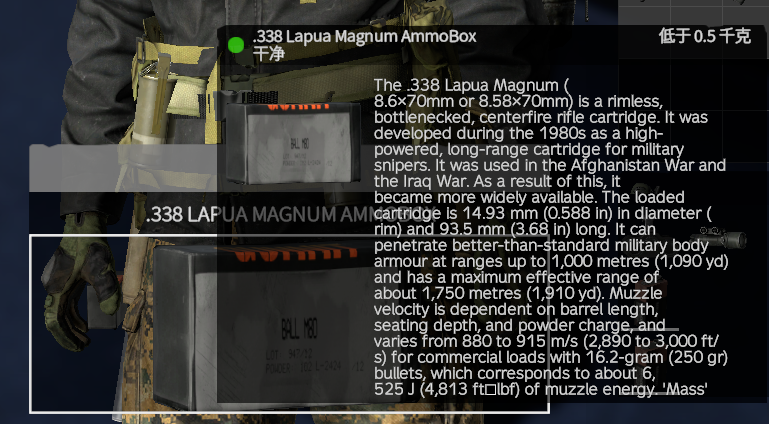 .338 Lapua Magnum AmmoBox
低于 0.5 千克
干净
The .338 Lapua Magnum (
8.6×70mm or 8.58×70mm) is a rimless,
bottlenecked, centerfire rifle cartridge. It was
developed during the 1980s as a high-
powered, long-range cartridge for military
snipers. It was used in the Afghanistan War and
the Iraq War. As a result of this, it
became more widely available. The loaded
cartridge is 14.93 mm (0.588 in) in diameter (
rim) and 93.5 mm (3.68 in) long. It can
penetrate better-than-standard military body
armour at ranges up to 1,000 metres (1,090 yd)
and has a maximum effective range of
about 1,750 metres (1,910 yd). Muzzle
velocity is dependent on barrel length,
seating depth, and powder charge, and
varies from 880 to 915 m/s (2,890 to 3,000 ft/
s) for commercial loads with 16.2-gram (250 gr)
bullets, which corresponds to about 6,
525 J (4,813 ft□lbf) of muzzle energy. 'Mass'
BALL M80
.338 LAPUA MAGNUM AMMOBOX
BALL M80